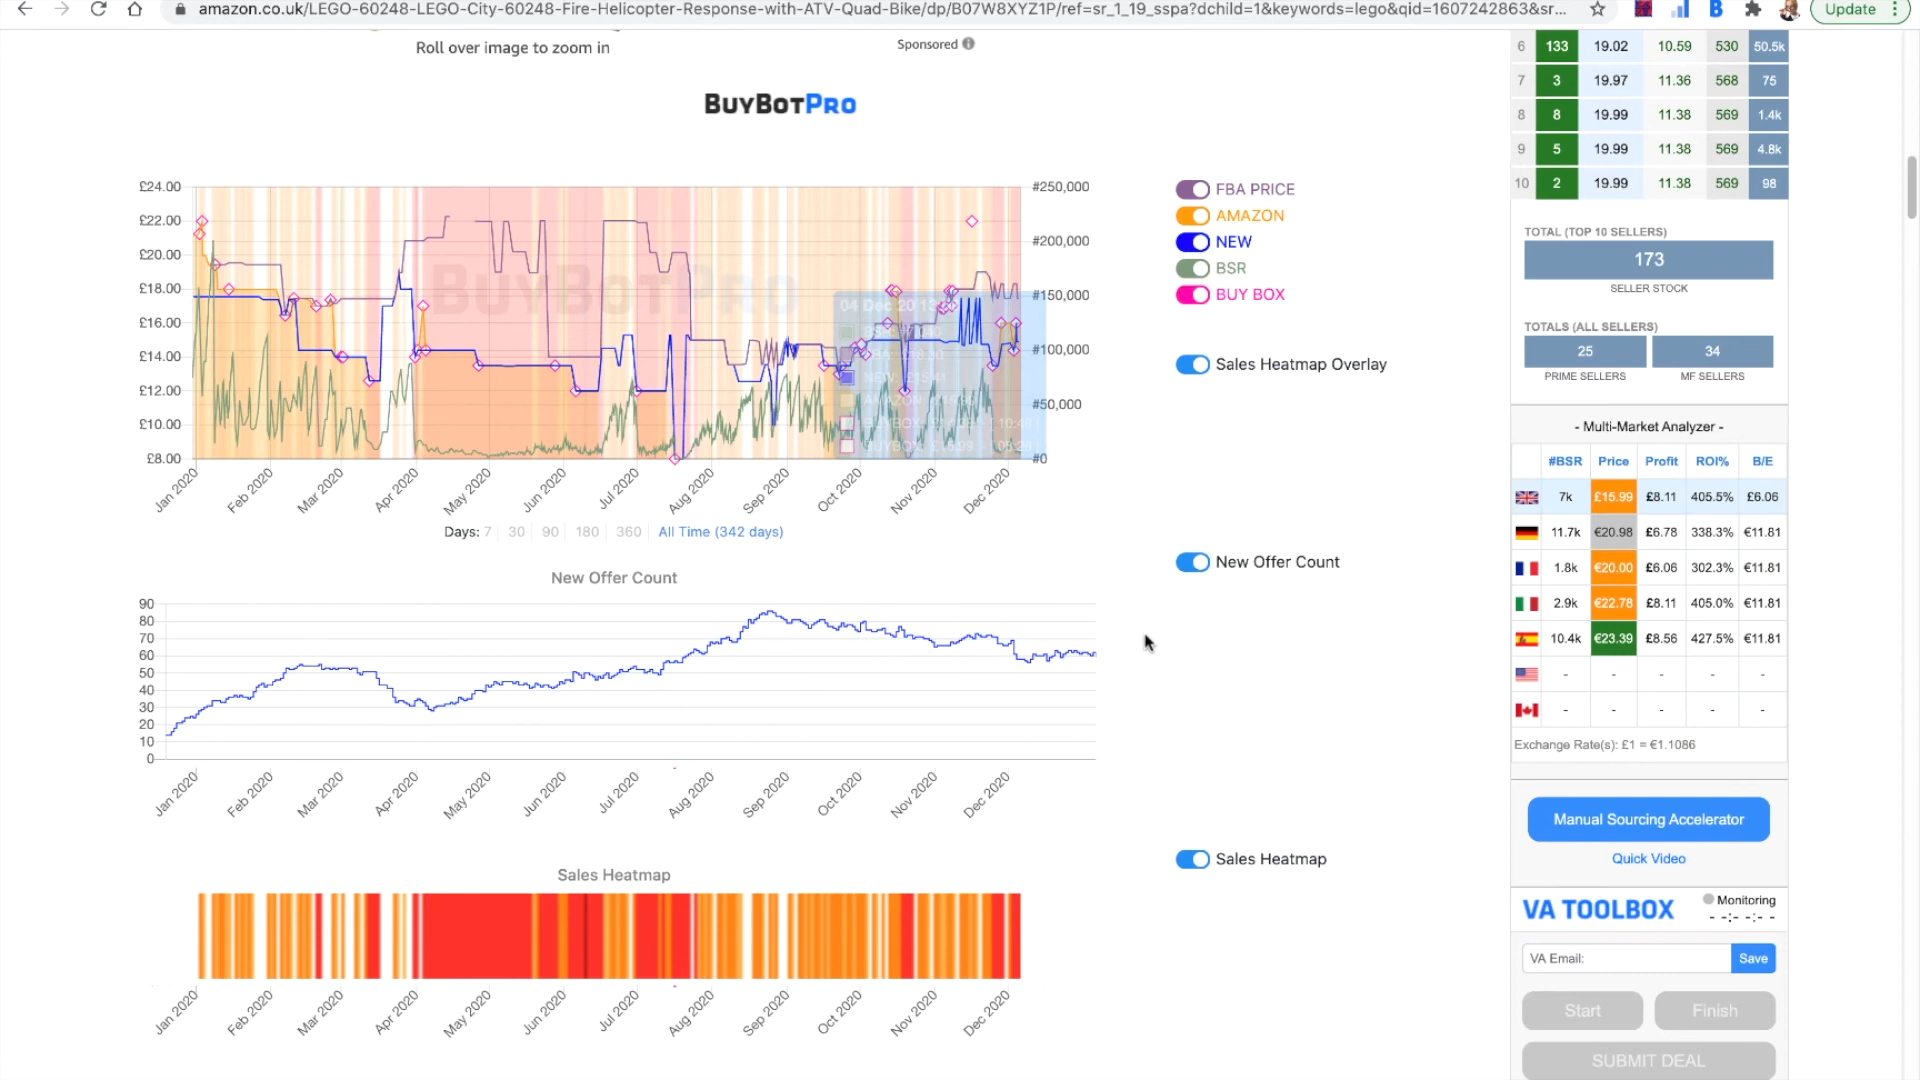 amazon.co.uk/LEGO-60248-LEGO-City-60248-Fire-Helicopter-Response-with-ATV-Quad-Bike/dp/B07W8XYZ1P/ref=sr_1_19_sspa?dchild=1&keywords=lego&qid=1607242863&sr...
Update
Roll over image to zoom in
Sponsored
BUYBOTPRO
£24.00
£22.00
£20.00
£18.00
£16.00
£14.00
£12.00
£10.00
£8.00
#250,000
#200,000
#150,000
#100,000
#50,000
#0
BUYBOTPRO
Jan 2020
Feb 2020
Mar 2020
Apr 2020
May 2020
Jun 2020
Jul 2020
Aug 2020
Sep 2020
Oct 2020
Nov 2020
Dec 2020
Days: 7 30 90 180 360 All Time (342 days)
FBA PRICE
AMAZON
NEW
BSR
BUY BOX
Sales Heatmap Overlay
New Offer Count
New Offer Count
90
80
70
60
50
40
30
20
10
0
Jan 2020
Feb 2020
Mar 2020
Apr 2020
May 2020
Jun 2020
Jul 2020
Aug 2020
Sep 2020
Oct 2020
Nov 2020
Dec 2020
Sales Heatmap
Sales Heatmap
Jan 2020
Feb 2020
Mar 2020
Apr 2020
May 2020
Jun 2020
Jul 2020
Aug 2020
Sep 2020
Oct 2020
Nov 2020
Dec 2020
6 133 19.02 10.59 530 50.5k
7 3 19.97 11.36 568 75
8 8 19.99 11.38 569 1.4k
9 5 19.99 11.38 569 4.8k
10 2 19.99 11.38 569 98
TOTAL (TOP 10 SELLERS)
173
SELLER STOCK
TOTALS (ALL SELLERS)
25 34
PRIME SELLERS MF SELLERS
- Multi-Market Analyzer -
#BSR Price Profit ROI% B/E
7k £15.99 £8.11 405.5% £6.06
11.7k €20.98 £6.78 338.3% €11.81
1.8k €20.00 £6.06 302.3% €11.81
2.9k €22.78 £8.11 405.0% €11.81
10.4k €23.39 £8.56 427.5% €11.81
- - - - -
- - - - -
Exchange Rate(s): £1 = €1.1086
Manual Sourcing Accelerator
Quick Video
VA TOOLBOX
Monitoring
- -:- -:- -
VA Email:
Save
Start
Finish
SUBMIT DEAL